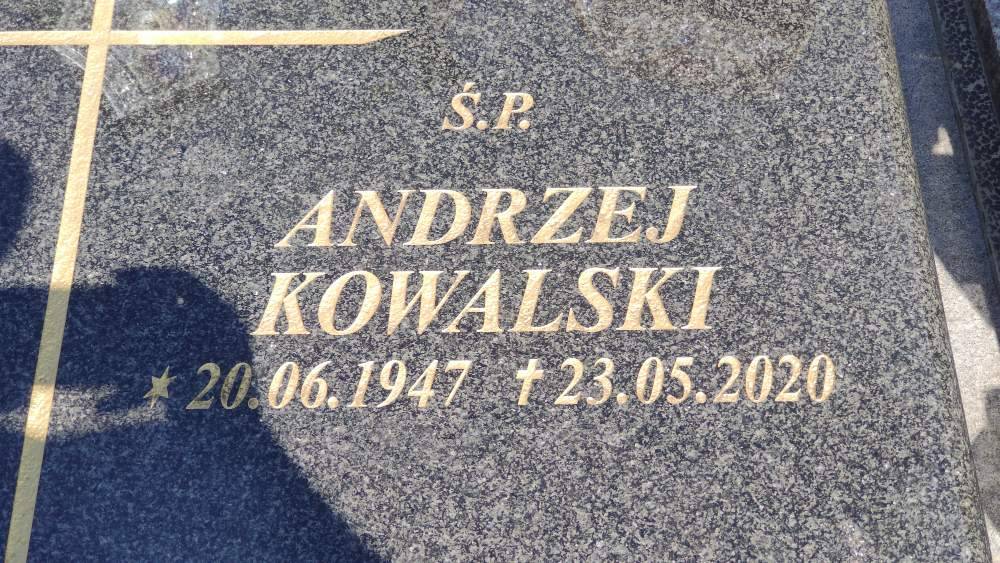 Ś.P.
ANDRZEJ
KOWALSKI
★ 20.06.1947 ✝ 23.05.2020